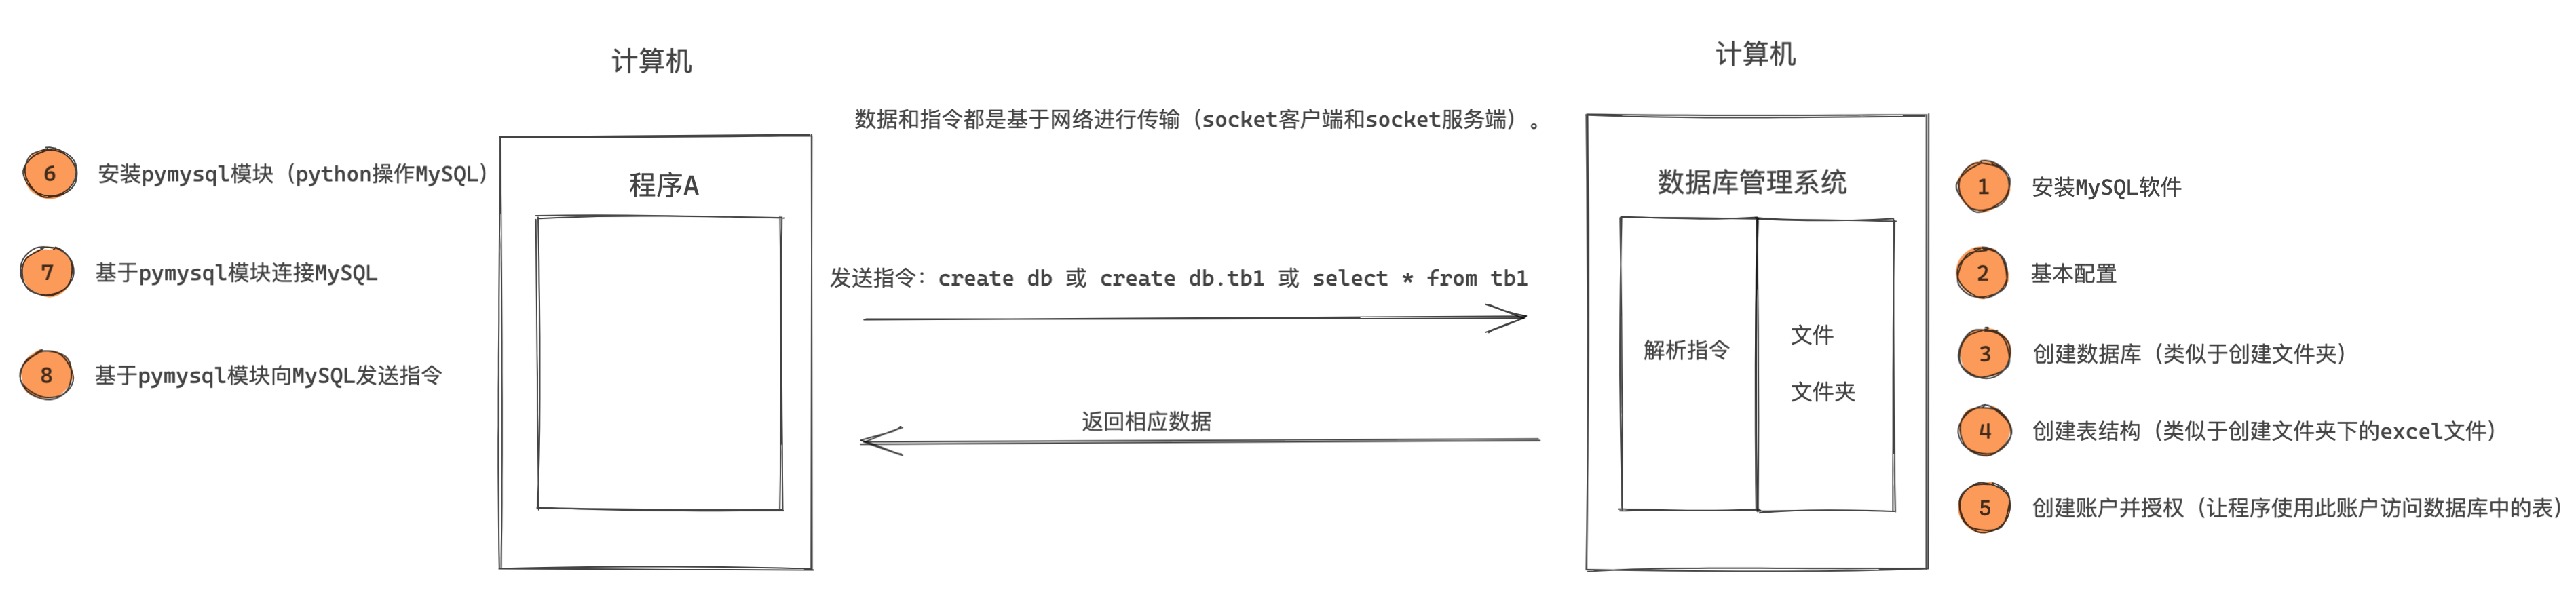 计算机
计算机
数据和指令都是基于网络进行传输（socket客户端和socket服务端）。
6 安装pymysql模块（python操作MySQL）
7 基于pymysql模块连接MySQL
8 基于pymysql模块向MySQL发送指令
程序A
发送指令：create db 或 create db.tb1 或 select * from tb1
返回相应数据
数据库管理系统
解析指令
文件
文件夹
1 安装MySQL软件
2 基本配置
3 创建数据库（类似于创建文件夹）
4 创建表结构（类似于创建文件夹下的excel文件）
5 创建账户并授权（让程序使用此账户访问数据库中的表）